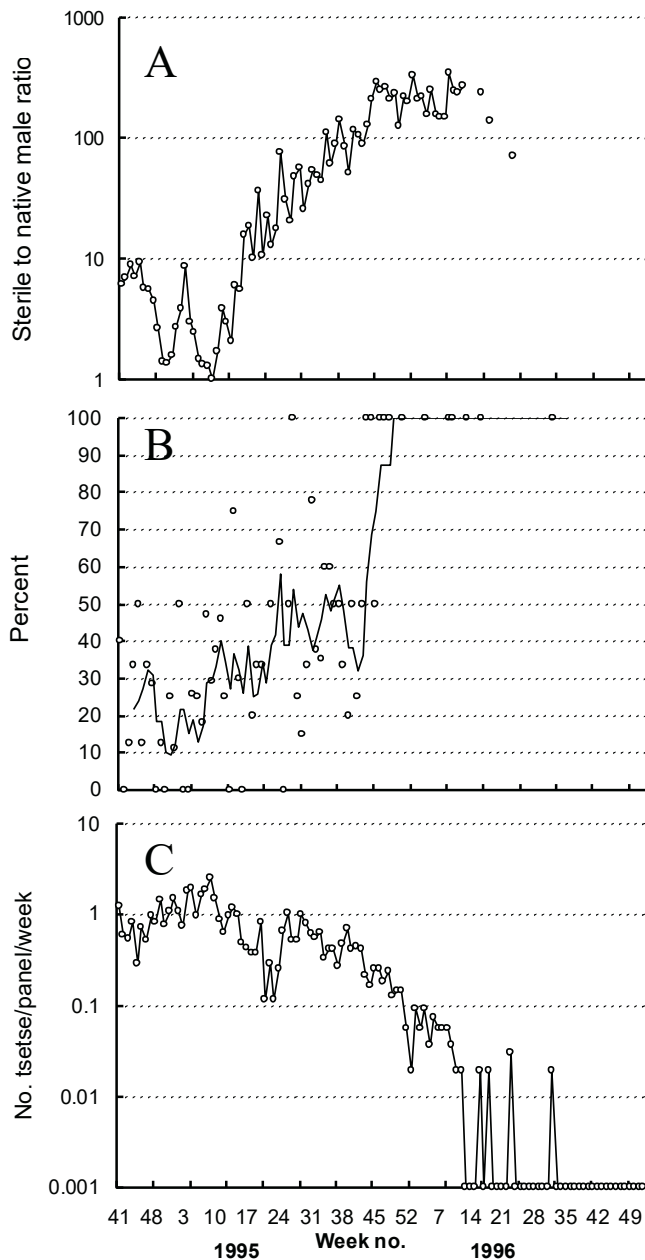 1000
A
100
10
1
Sterile to native male ratio
100
B
90
80
70
60
50
40
30
20
10
0
Percent
10
C
1
0.1
0.01
0.001
No. tsetse/panel/week
41 48 3 10 17 24 31 38 45 52 7 14 21 28 35 42 49
1995 Week no. 1996